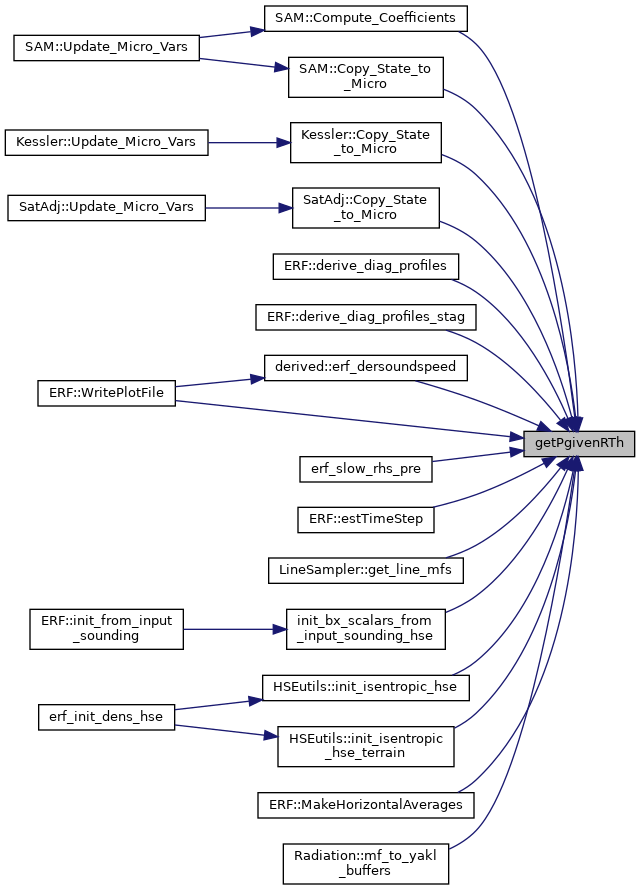 SAM::Compute_Coefficients
SAM::Update_Micro_Vars
SAM::Copy_State_to
_Micro
Kessler::Copy_State
_to_Micro
Kessler::Update_Micro_Vars
SatAdj::Copy_State
_to_Micro
SatAdj::Update_Micro_Vars
ERF::derive_diag_profiles
ERF::derive_diag_profiles_stag
derived::erf_dersoundspeed
ERF::WritePlotFile
getPgivenRTh
erf_slow_rhs_pre
ERF::estTimeStep
LineSampler::get_line_mfs
ERF::init_from_input
_sounding
init_bx_scalars_from
_input_sounding_hse
HSEutils::init_isentropic_hse
erf_init_dens_hse
HSEutils::init_isentropic
_hse_terrain
ERF::MakeHorizontalAverages
Radiation::mf_to_yakl
_buffers